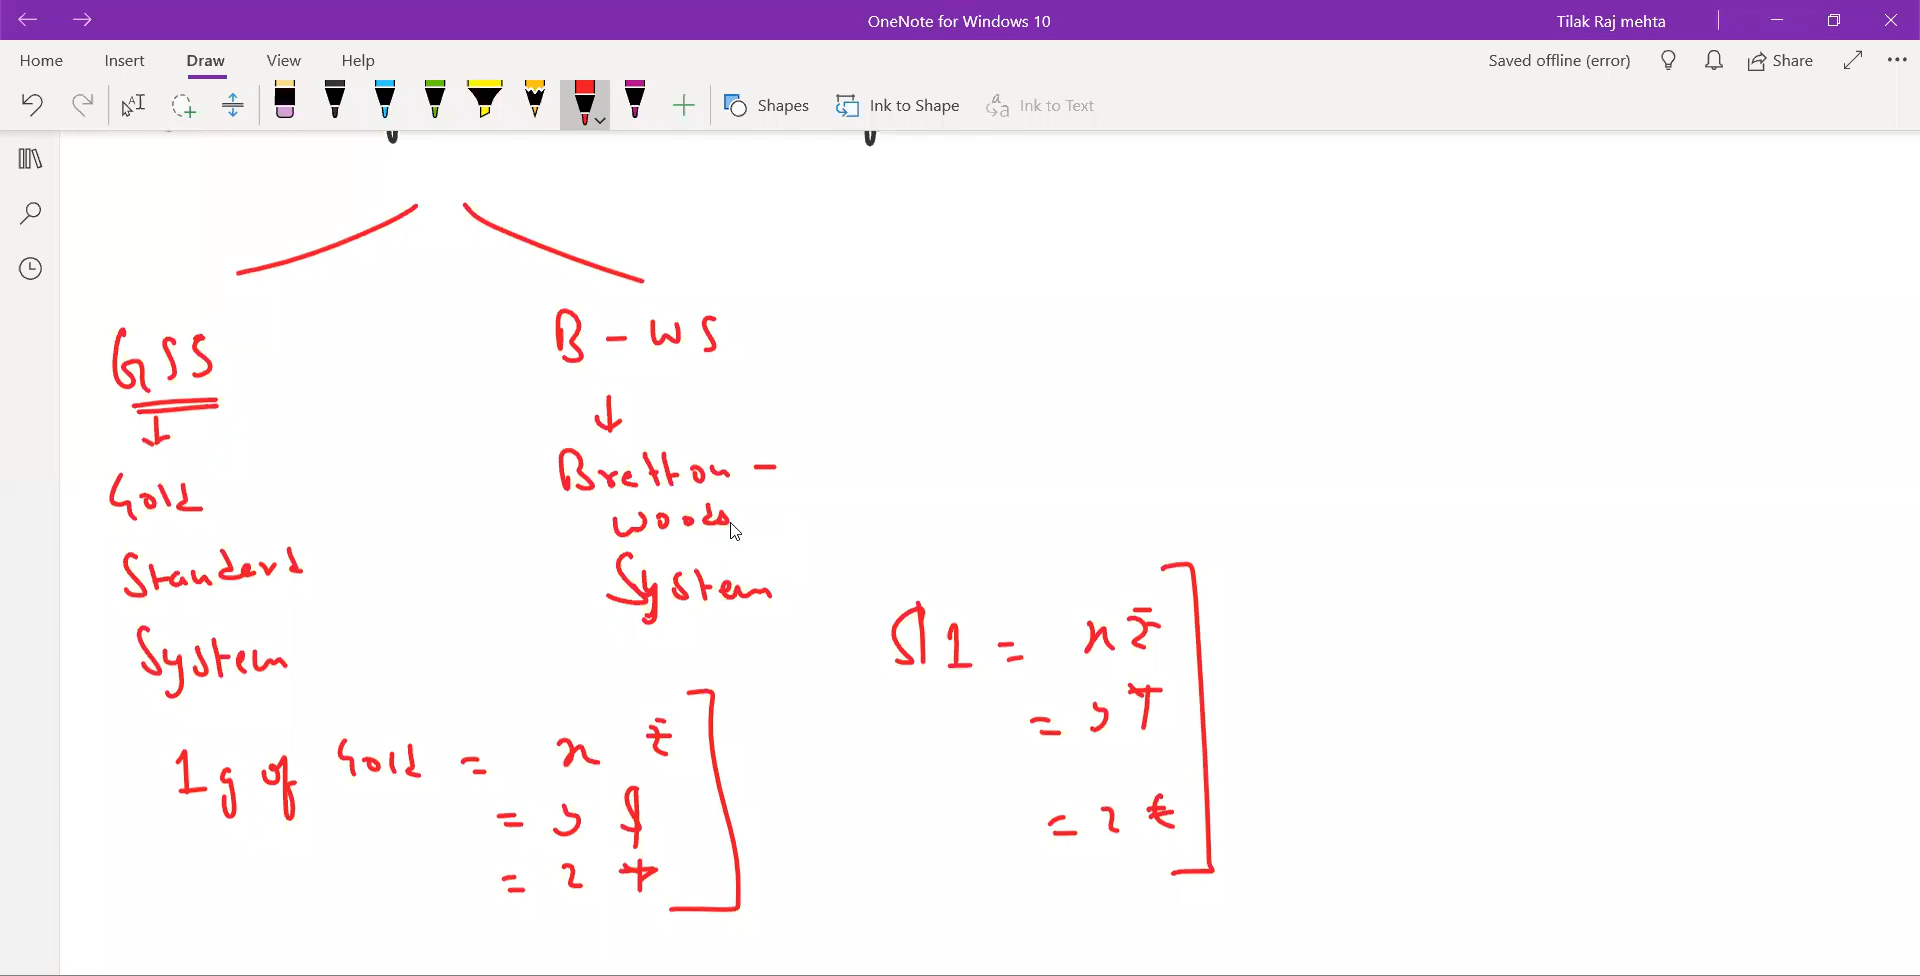 OneNote for Windows 10
Tilak Raj mehta
Home Insert Draw View Help
Saved offline (error) Share
Shapes Ink to Shape Ink to Text
GSS
Gold
Standard
System
B - WS
Bretton -
woods
System
1 g of Gold = x ₹
= y $
= z ¥
$ 1 = x ₹
= y ¥
= z €